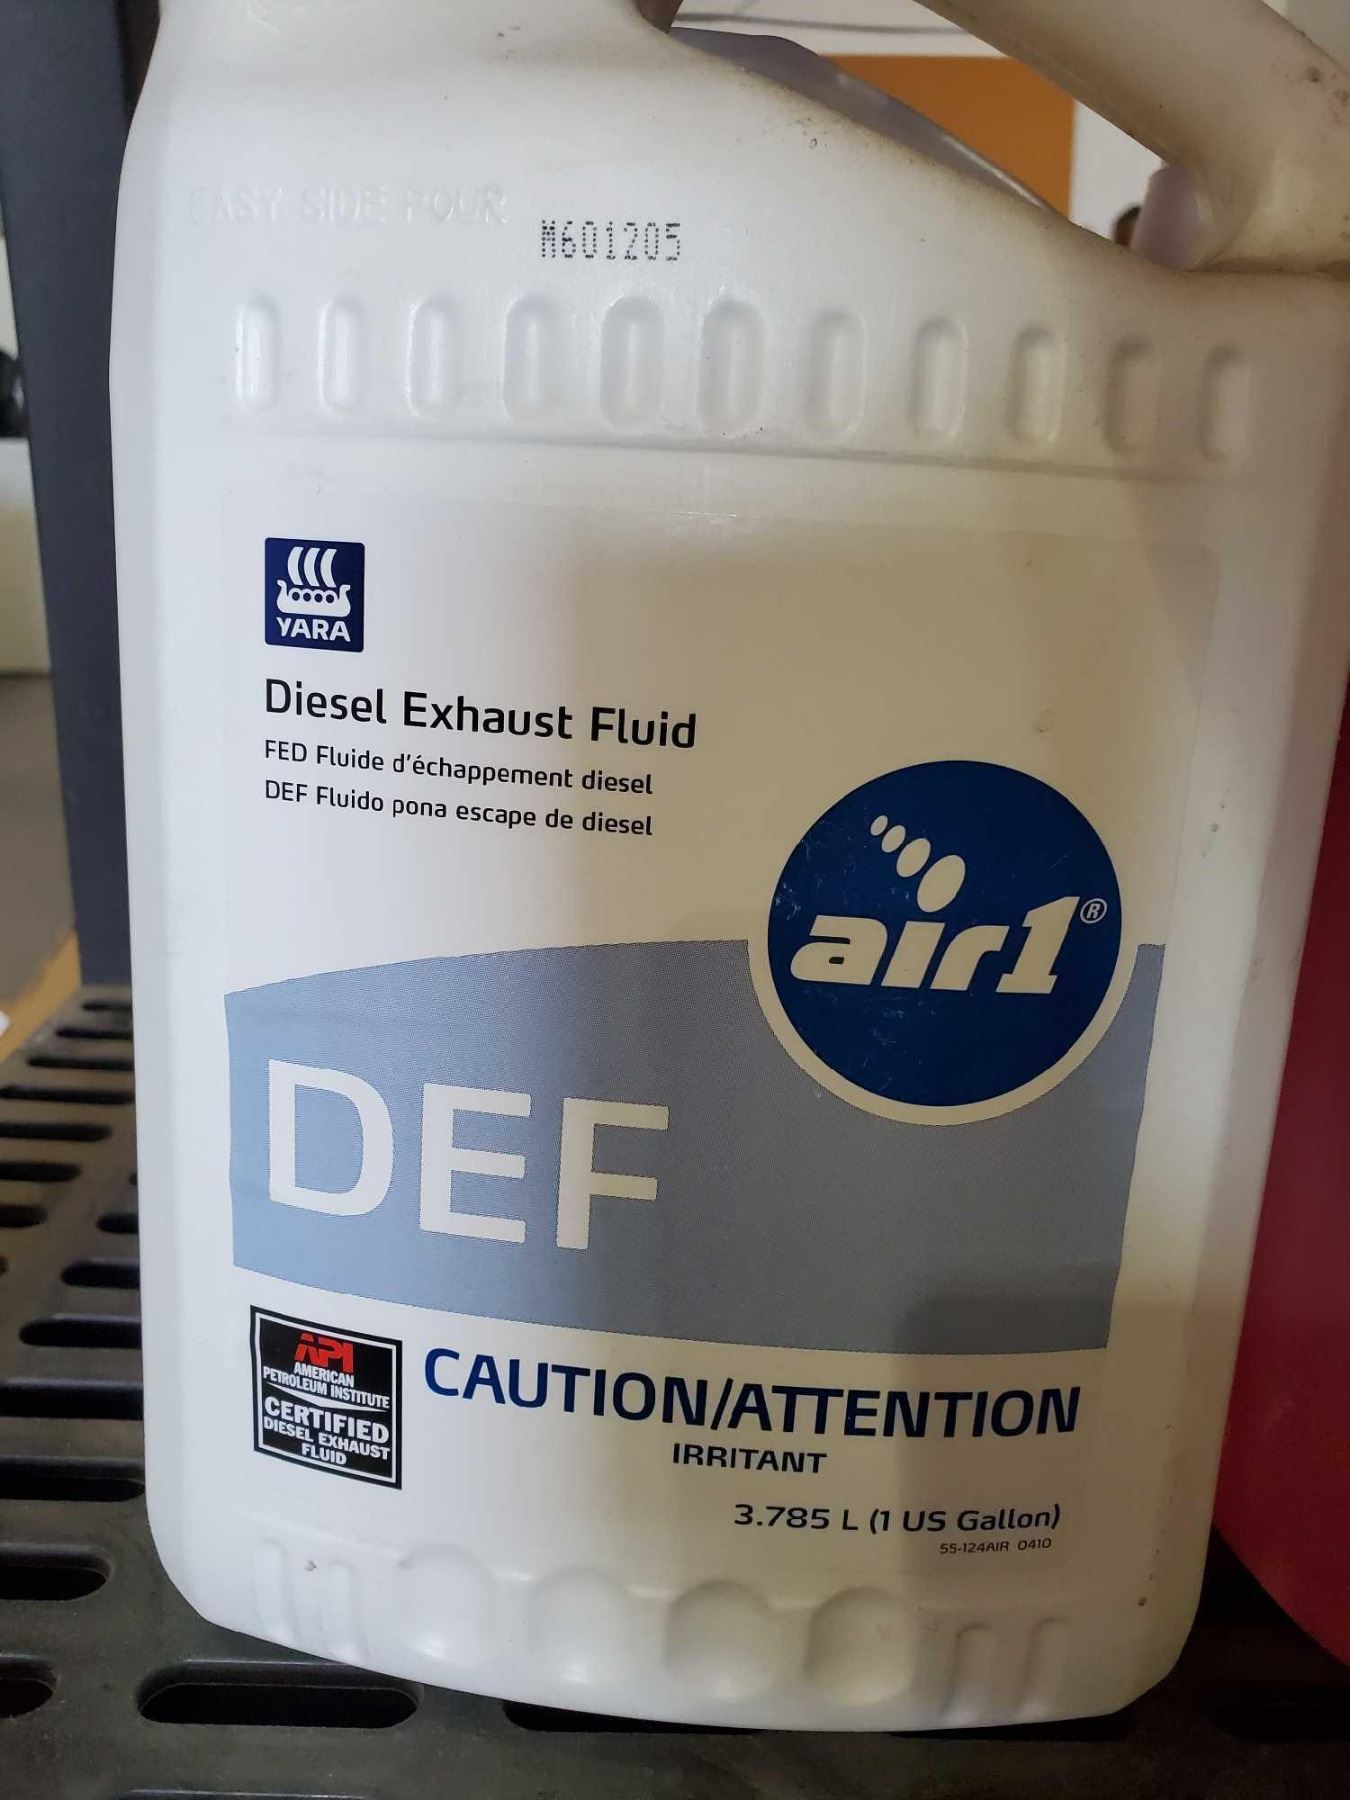 EASY SIDE POUR
M601205
YARA
Diesel Exhaust Fluid
FED Fluide d'échappement diesel
DEF Fluido pona escape de diesel
air1®
DEF
API
AMERICAN
PETROLEUM INSTITUTE
CERTIFIED
DIESEL EXHAUST
FLUID
CAUTION/ATTENTION
IRRITANT
3.785 L (1 US Gallon)
55-124AIR 0410